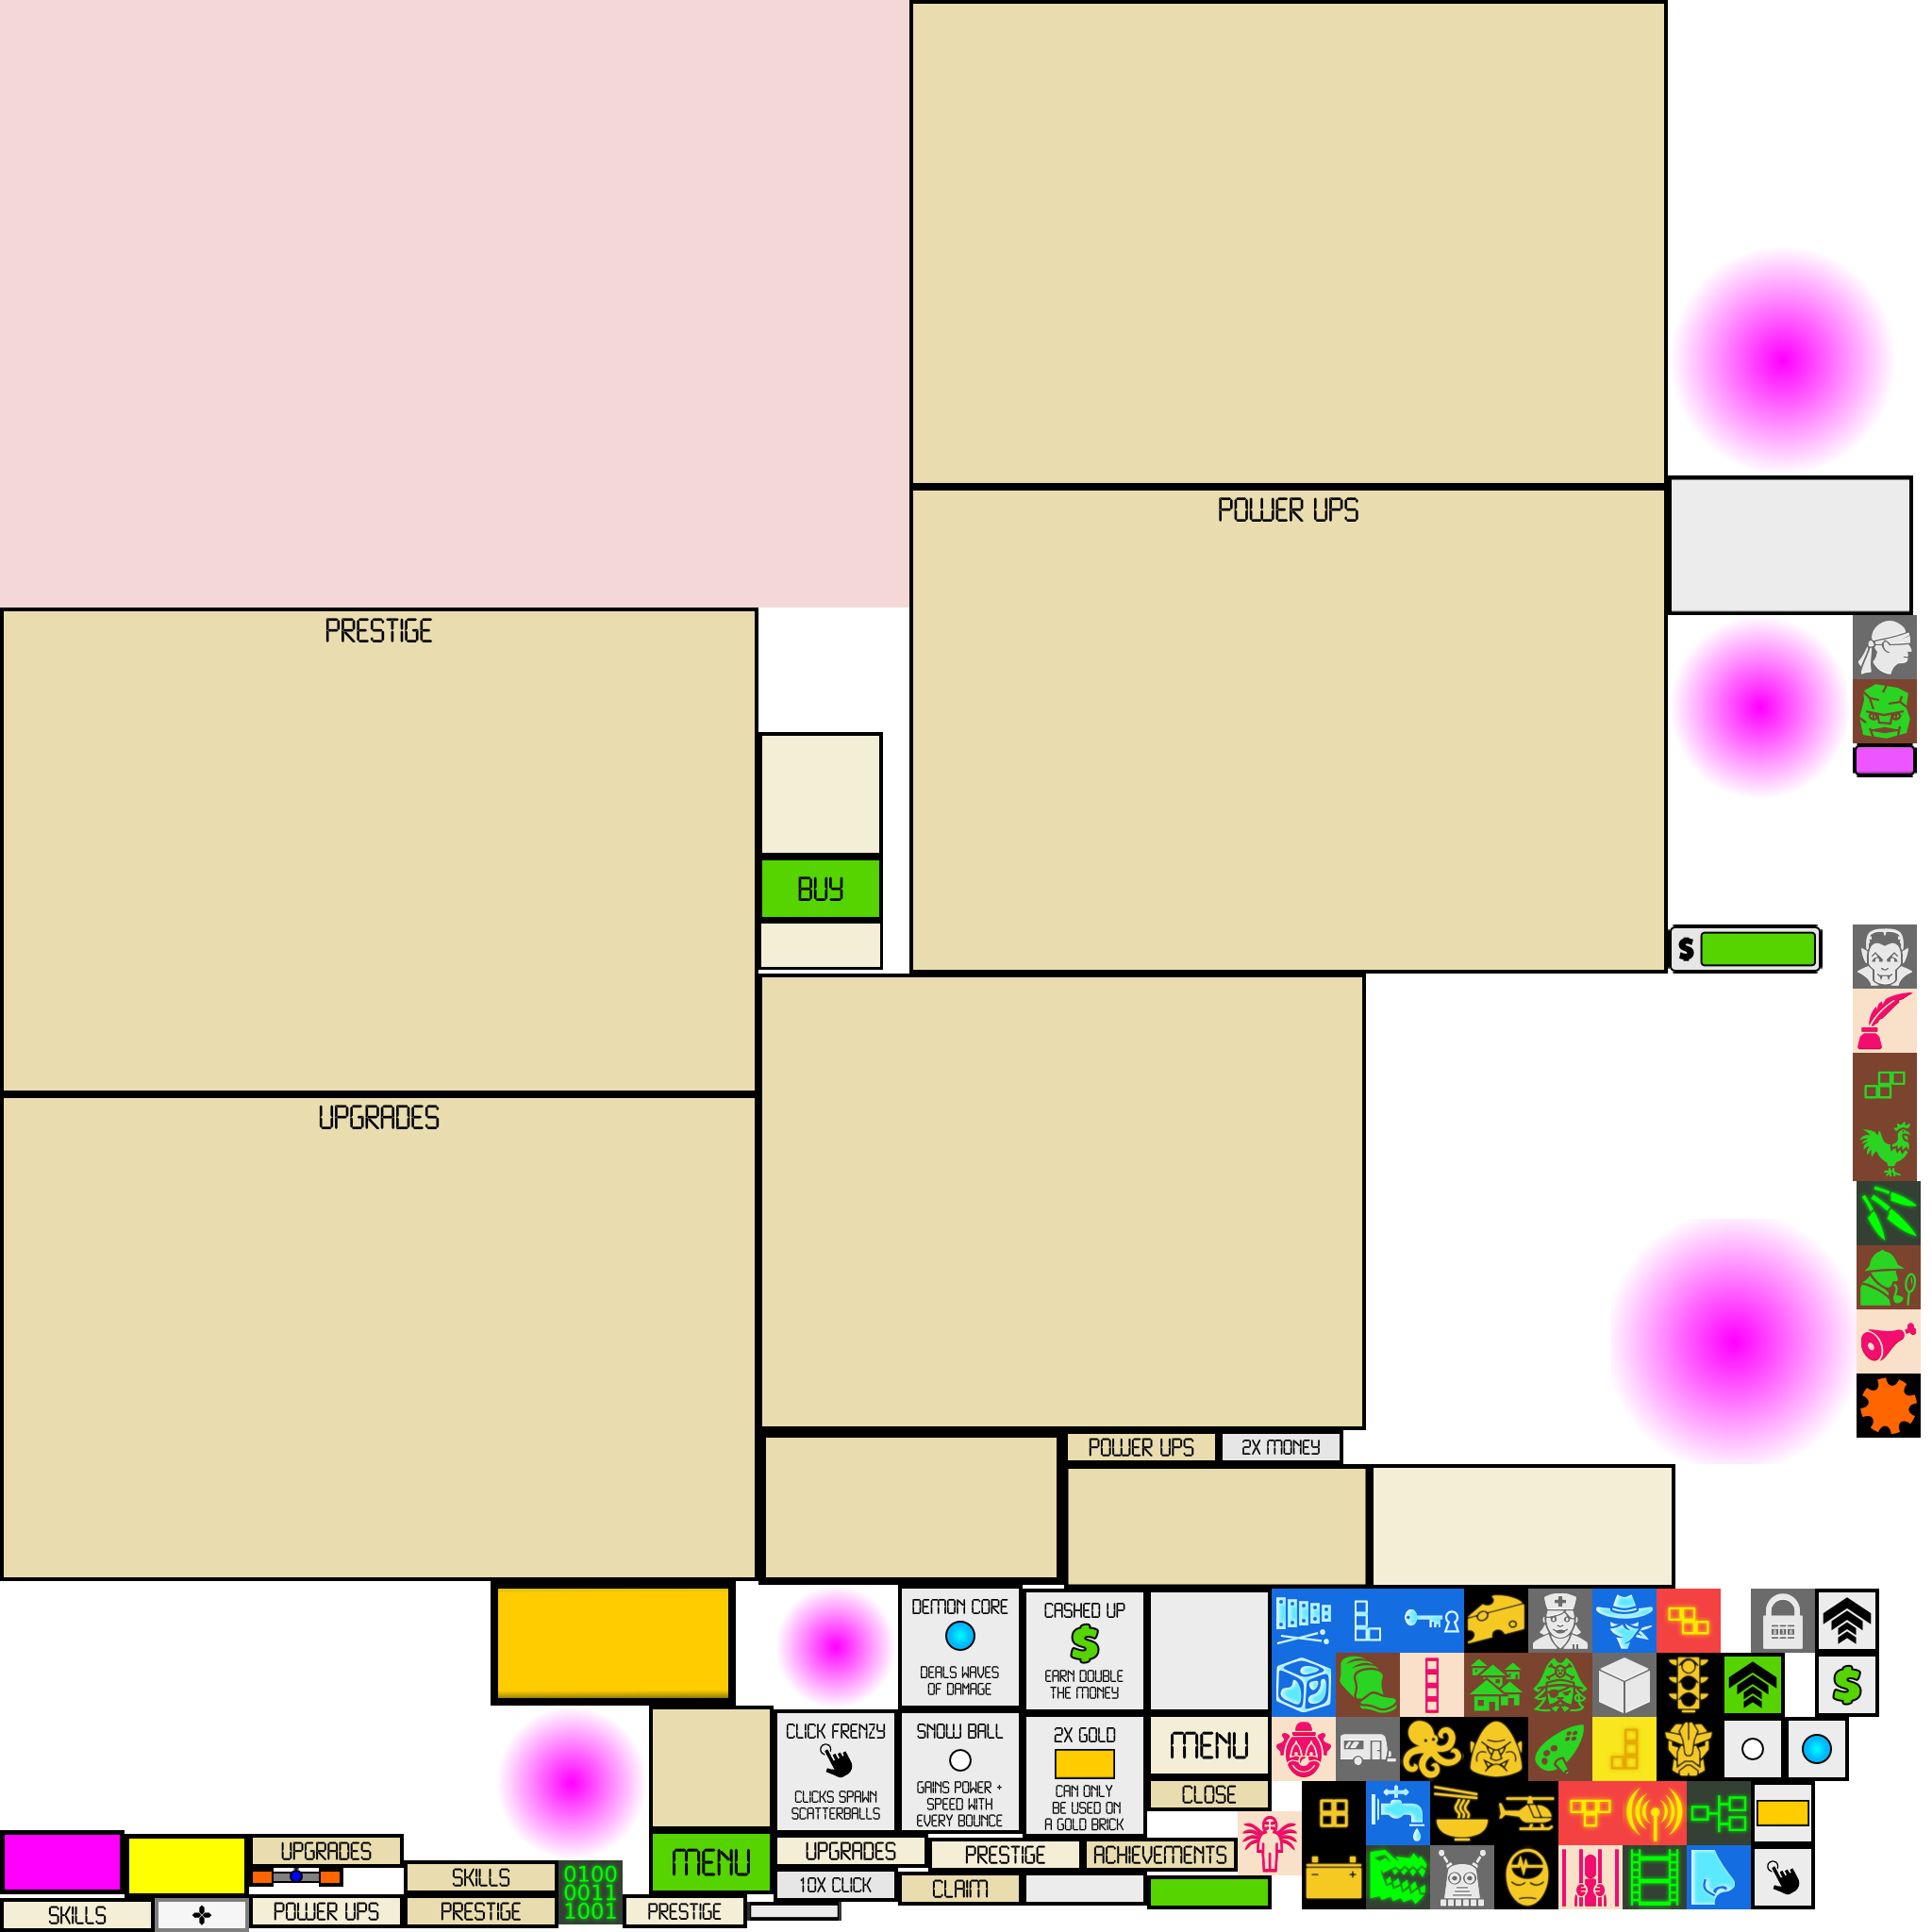 POWER UPS
PRESTIGE
BUY
$
UPGRADES
POWER UPS
2X MONEY
DEMON CORE
DEALS WAVES
OF DAMAGE
CASHED UP
$
EARN DOUBLE
THE MONEY
$
CLICK FRENZY
CLICKS SPAWN
SCATTERBALLS
SNOW BALL
GAINS POWER +
SPEED WITH
EVERY BOUNCE
2X GOLD
CAN ONLY
BE USED ON
A GOLD BRICK
MENU
CLOSE
UPGRADES
MENU
UPGRADES
PRESTIGE
ACHIEVEMENTS
SKILLS
0100
0011
1001
10X CLICK
CLAIM
- +
SKILLS
POWER UPS
PRESTIGE
PRESTIGE